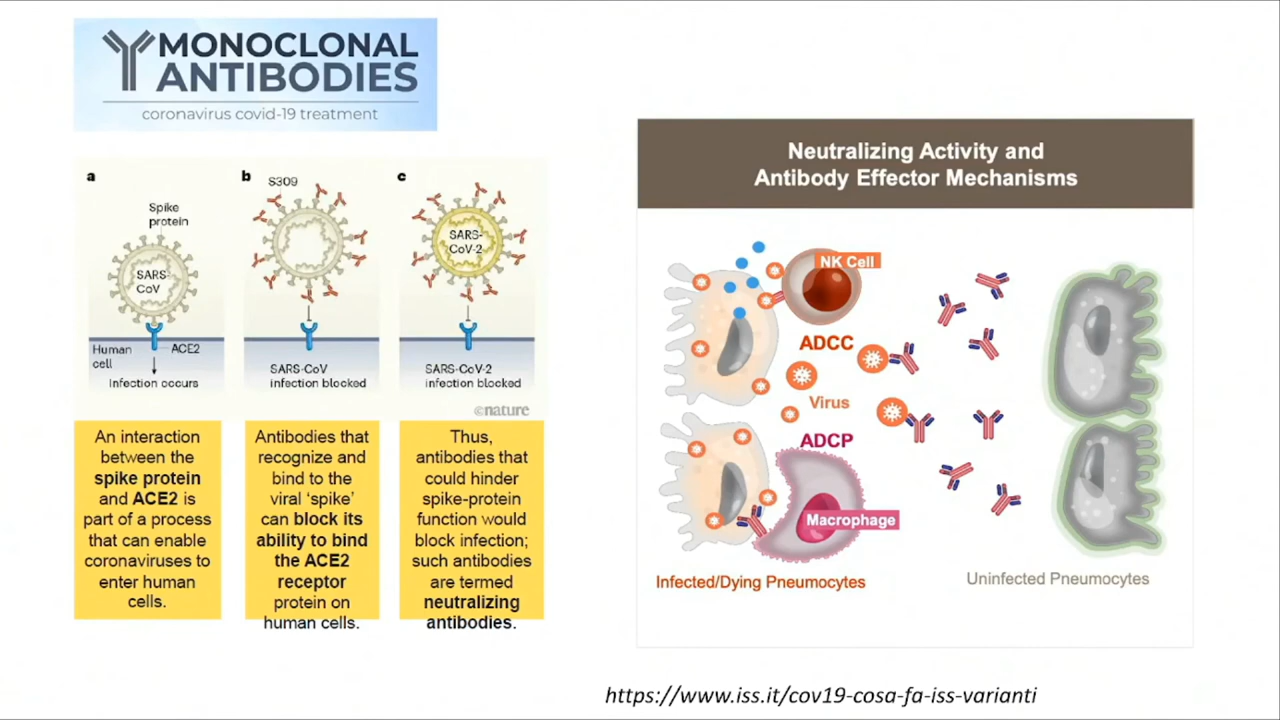 MONOCLONAL
ANTIBODIES
coronavirus covid-19 treatment
a
Spike
protein
SARS-
CoV
Human
cell
ACE2
Infection occurs
b
S309
SARS-CoV
infection blocked
c
SARS-
CoV-2
SARS-CoV-2
infection blocked
©nature
An interaction
between the
spike protein
and ACE2 is
part of a process
that can enable
coronaviruses to
enter human
cells.
Antibodies that
recognize and
bind to the
viral ‘spike’
can block its
ability to bind
the ACE2
receptor
protein on
human cells.
Thus,
antibodies that
could hinder
spike-protein
function would
block infection;
such antibodies
are termed
neutralizing
antibodies.
Neutralizing Activity and
Antibody Effector Mechanisms
NK Cell
ADCC
Virus
ADCP
Macrophage
Infected/Dying Pneumocytes
Uninfected Pneumocytes
https://www.iss.it/cov19-cosa-fa-iss-varianti